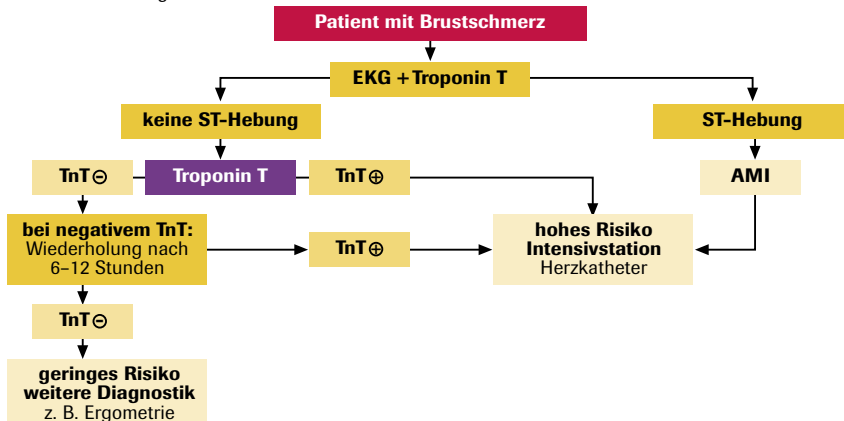 Patient mit Brustschmerz
EKG + Troponin T
keine ST-Hebung
ST-Hebung
TnT ⊖
Troponin T
TnT ⊕
AMI
bei negativem TnT:
Wiederholung nach
6–12 Stunden
TnT ⊕
hohes Risiko
Intensivstation
Herzkatheter
TnT ⊖
geringes Risiko
weitere Diagnostik
z. B. Ergometrie